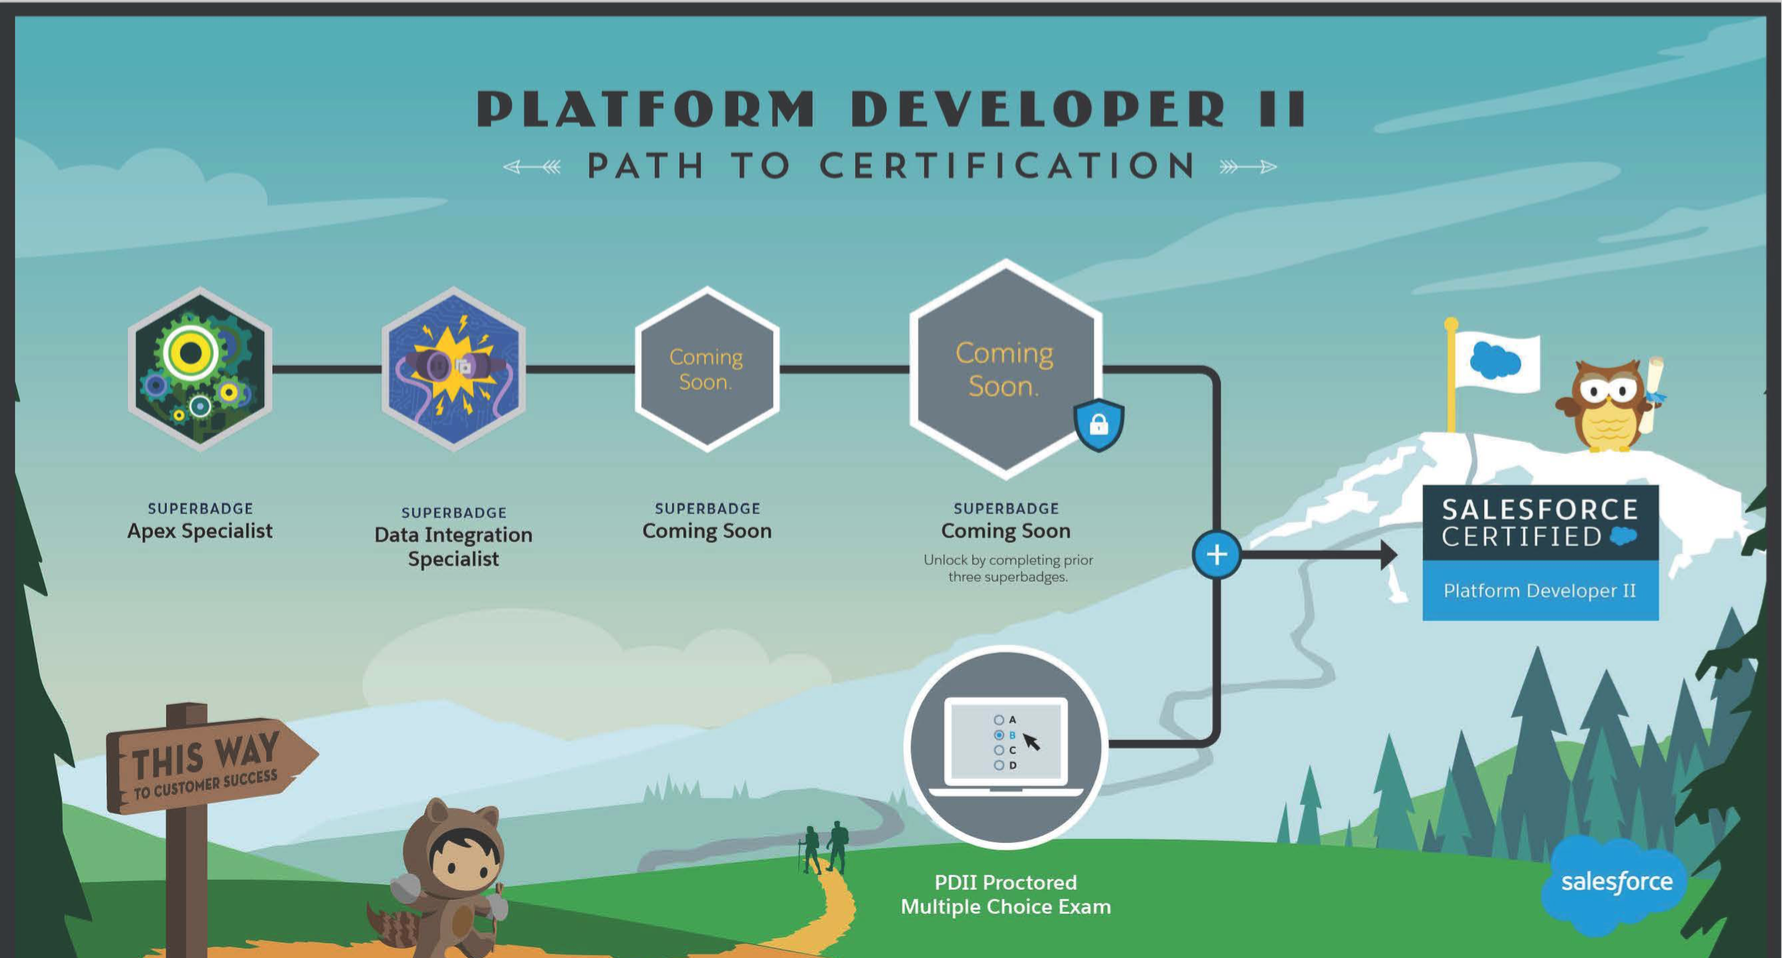 PLATFORM DEVELOPER II
PATH TO CERTIFICATION
Coming
Soon.
Coming
Soon.
SUPERBADGE
Apex Specialist
SUPERBADGE
Data Integration
Specialist
SUPERBADGE
Coming Soon
SUPERBADGE
Coming Soon
Unlock by completing prior
three superbadges.
+
SALESFORCE
CERTIFIED
Platform Developer II
THIS WAY
TO CUSTOMER SUCCESS
A
B
C
D
PDII Proctored
Multiple Choice Exam
salesforce